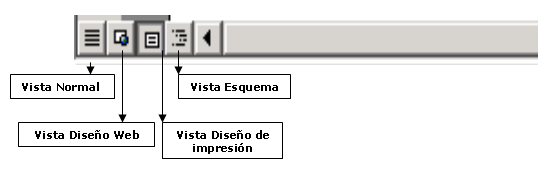 Vista Normal
Vista Esquema
Vista Diseño Web
Vista Diseño de
impresión